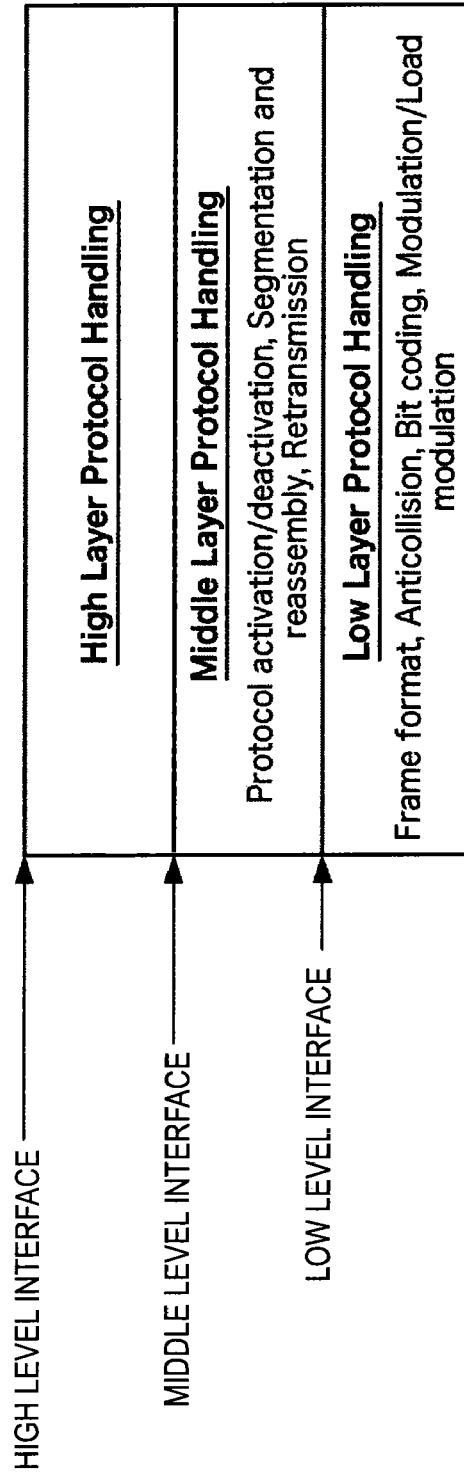 HIGH LEVEL INTERFACE
High Layer Protocol Handling
MIDDLE LEVEL INTERFACE
Middle Layer Protocol Handling
Protocol activation/deactivation, Segmentation and
reassembly, Retransmission
LOW LEVEL INTERFACE
Low Layer Protocol Handling
Frame format, Anticollision, Bit coding, Modulation/Load
modulation